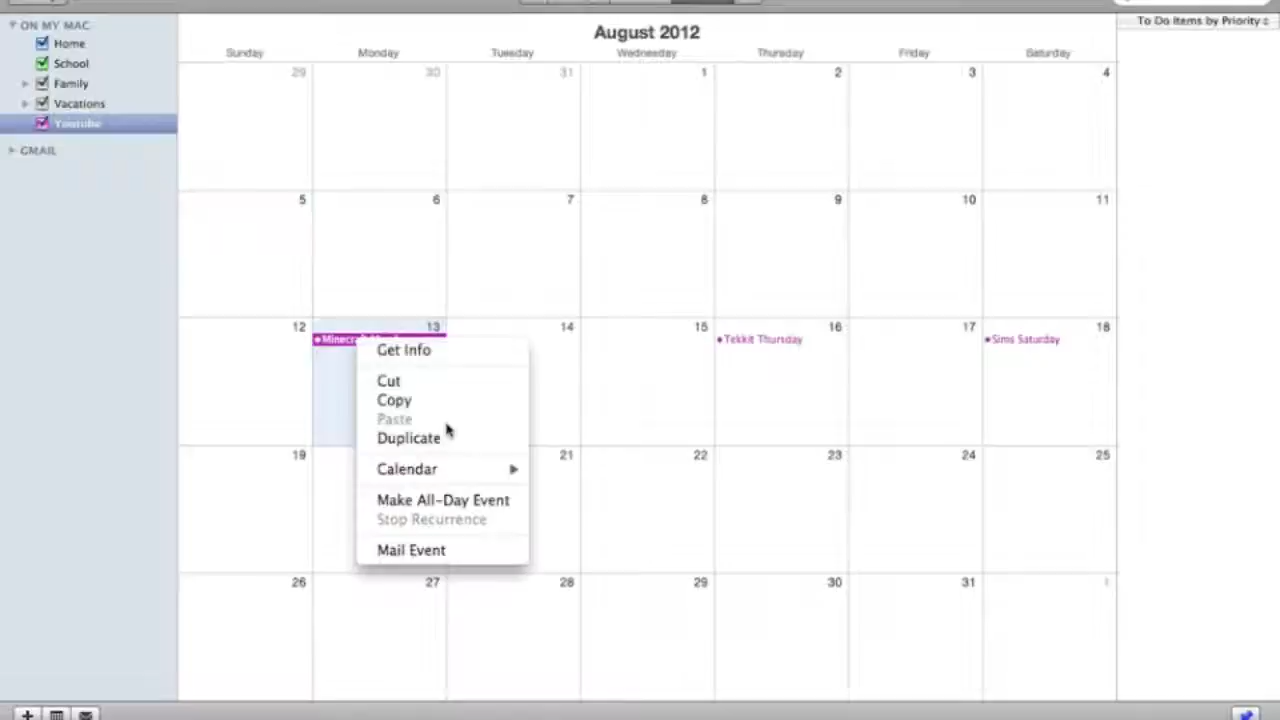 To Do Items by Priority
ON MY MAC
Home
School
Family
Vacations
Youtube
GMAIL
August 2012
Sunday Monday Tuesday Wednesday Thursday Friday Saturday
29 30 31 1 2 3 4
5 6 7 8 9 10 11
12 13 14 15 16 17 18
Tekkit Thursday
Sims Saturday
Get Info
Cut
Copy
Paste
Duplicate
Calendar
Make All-Day Event
Stop Recurrence
Mail Event
19 21 22 23 24 25
26 27 28 29 30 31 1